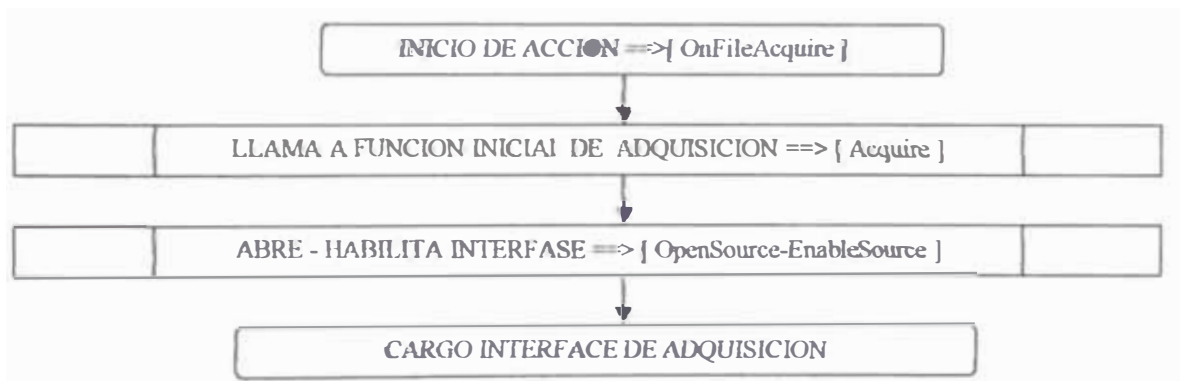 INICIO DE ACCION ==>[ OnFileAcquire ]
LLAMA A FUNCION INICIAL DE ADQUISICION ==> [ Acquire ]
ABRE - HABILITA INTERFASE ==> [ OpenSource-EnableSource ]
CARGO INTERFACE DE ADQUISICION